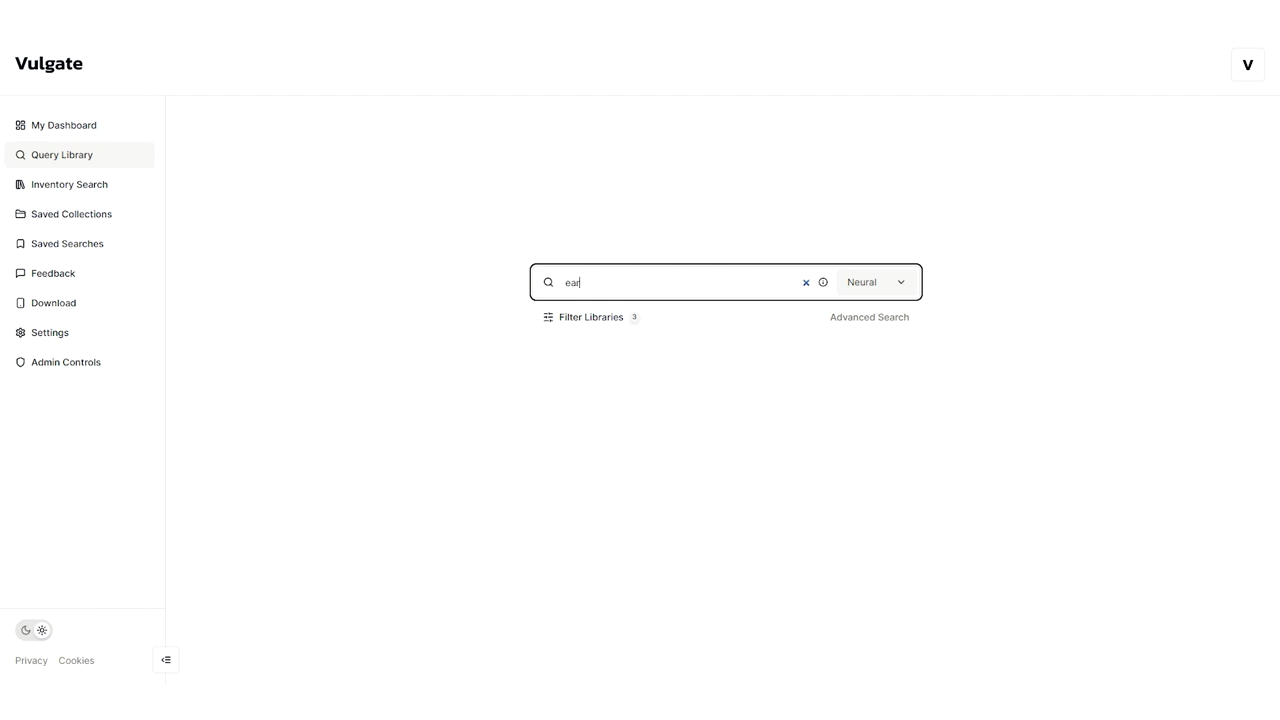 Vulgate
V
My Dashboard
Query Library
Inventory Search
Saved Collections
Saved Searches
Feedback
Download
Settings
Admin Controls
ear
Neural
Filter Libraries 3
Advanced Search
Privacy Cookies